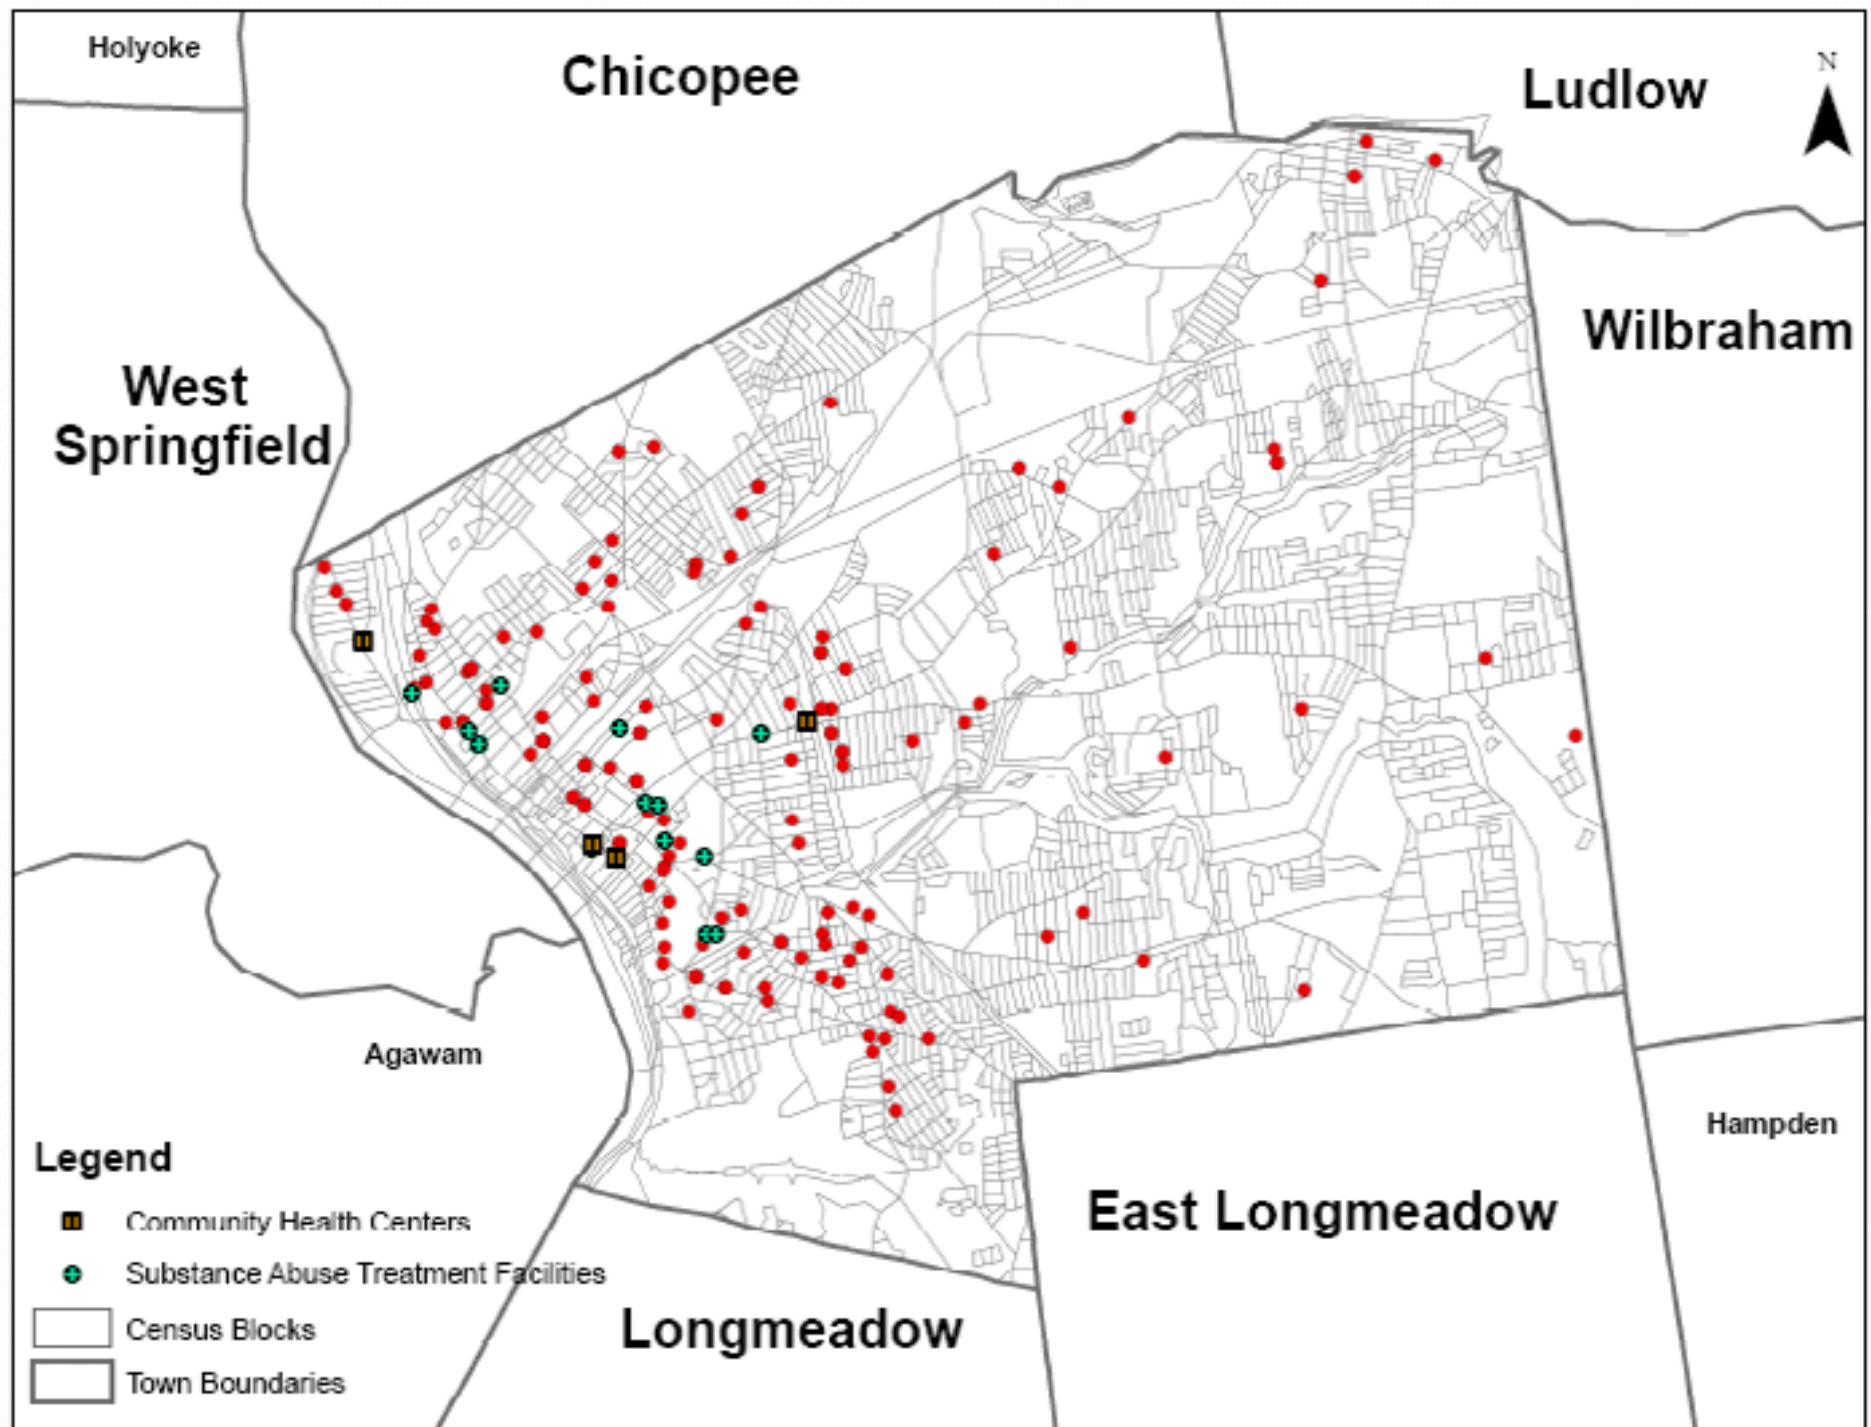 Holyoke
Chicopee
Ludlow
N
Wilbraham
West
Springfield
Agawam
Hampden
Legend
Community Health Centers
Substance Abuse Treatment Facilities
Census Blocks
Town Boundaries
East Longmeadow
Longmeadow